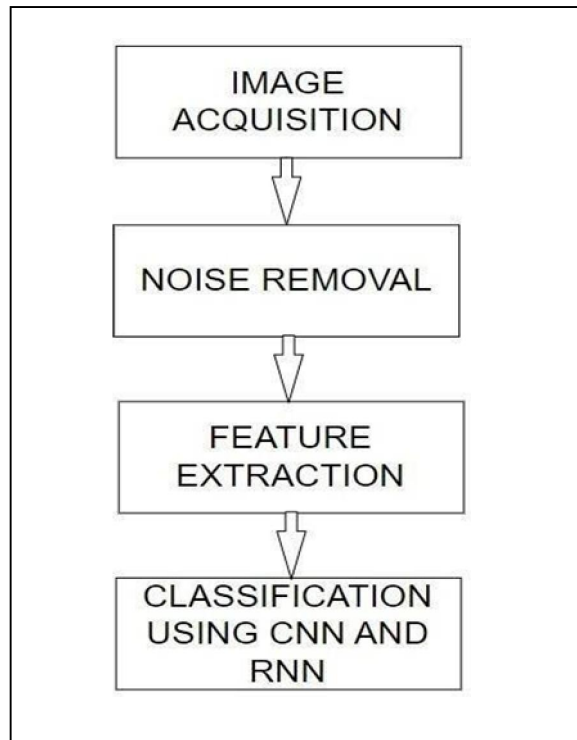 IMAGE
ACQUISITION
NOISE REMOVAL
FEATURE
EXTRACTION
CLASSIFICATION
USING CNN AND
RNN